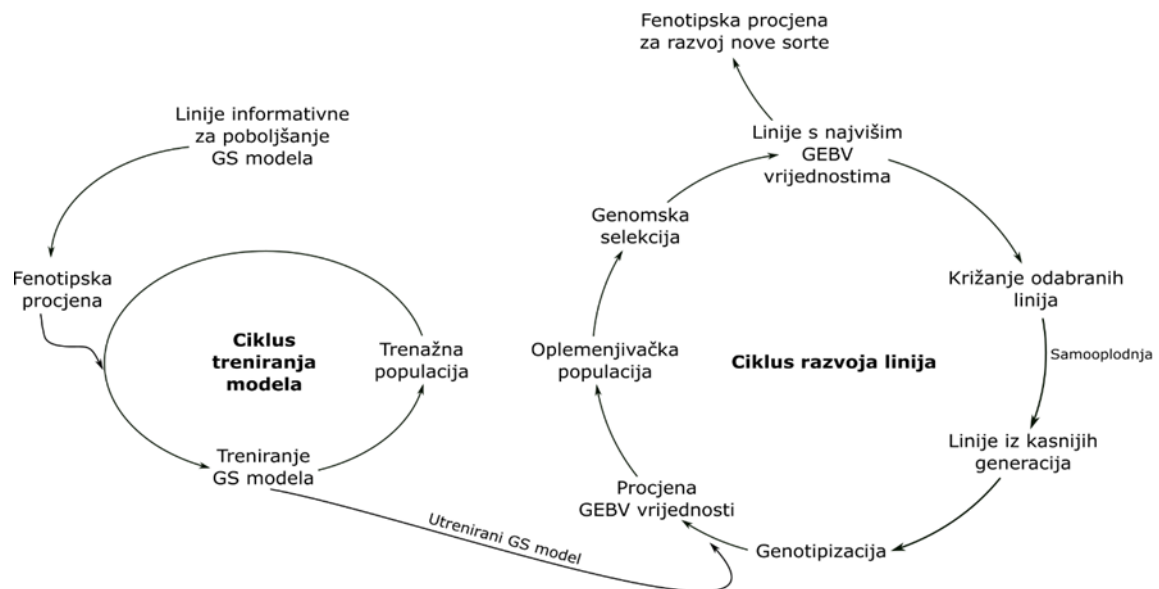 Fenotipska procjena
za razvoj nove sorte
Linije informativne
za poboljšanje
GS modela
Linije s najvišim
GEBV
vrijednostima
Genomska
selekcija
Fenotipska
procjena
Križanje odabranih
linija
Ciklus
treniranja
modela
Trenažna
populacija
Oplemenjivačka
populacija
Ciklus razvoja linija
Samooplodnja
Treniranje
GS modela
Linije iz kasnijih
generacija
Procjena
GEBV vrijednosti
Utrenirani GS model
Genotipizacija